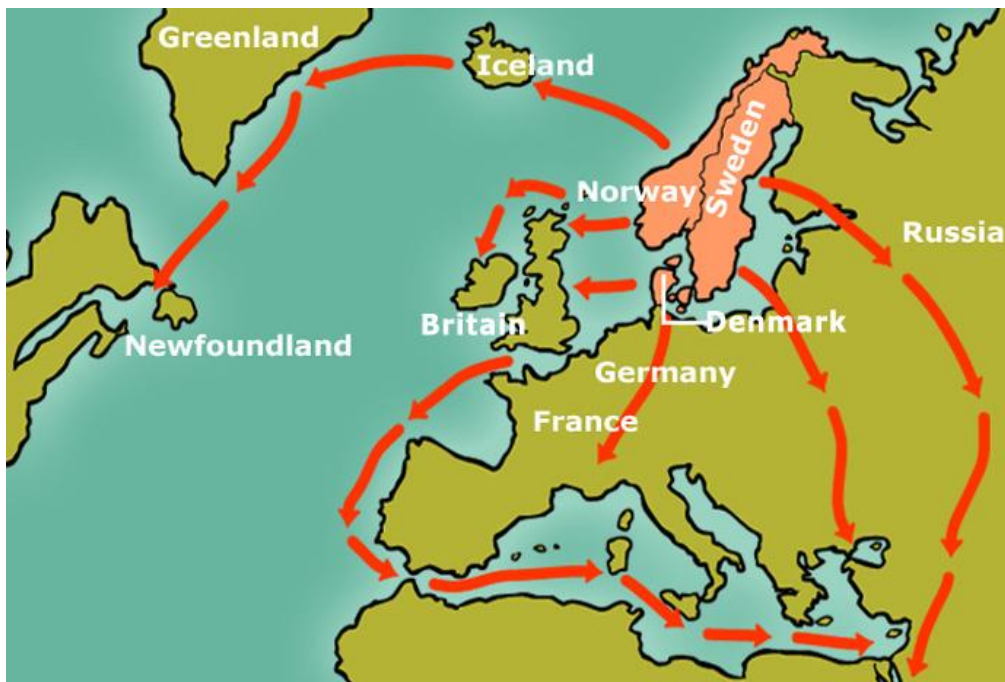 Greenland
Iceland
Sweden
Norway
Russia
Britain
Denmark
Newfoundland
Germany
France